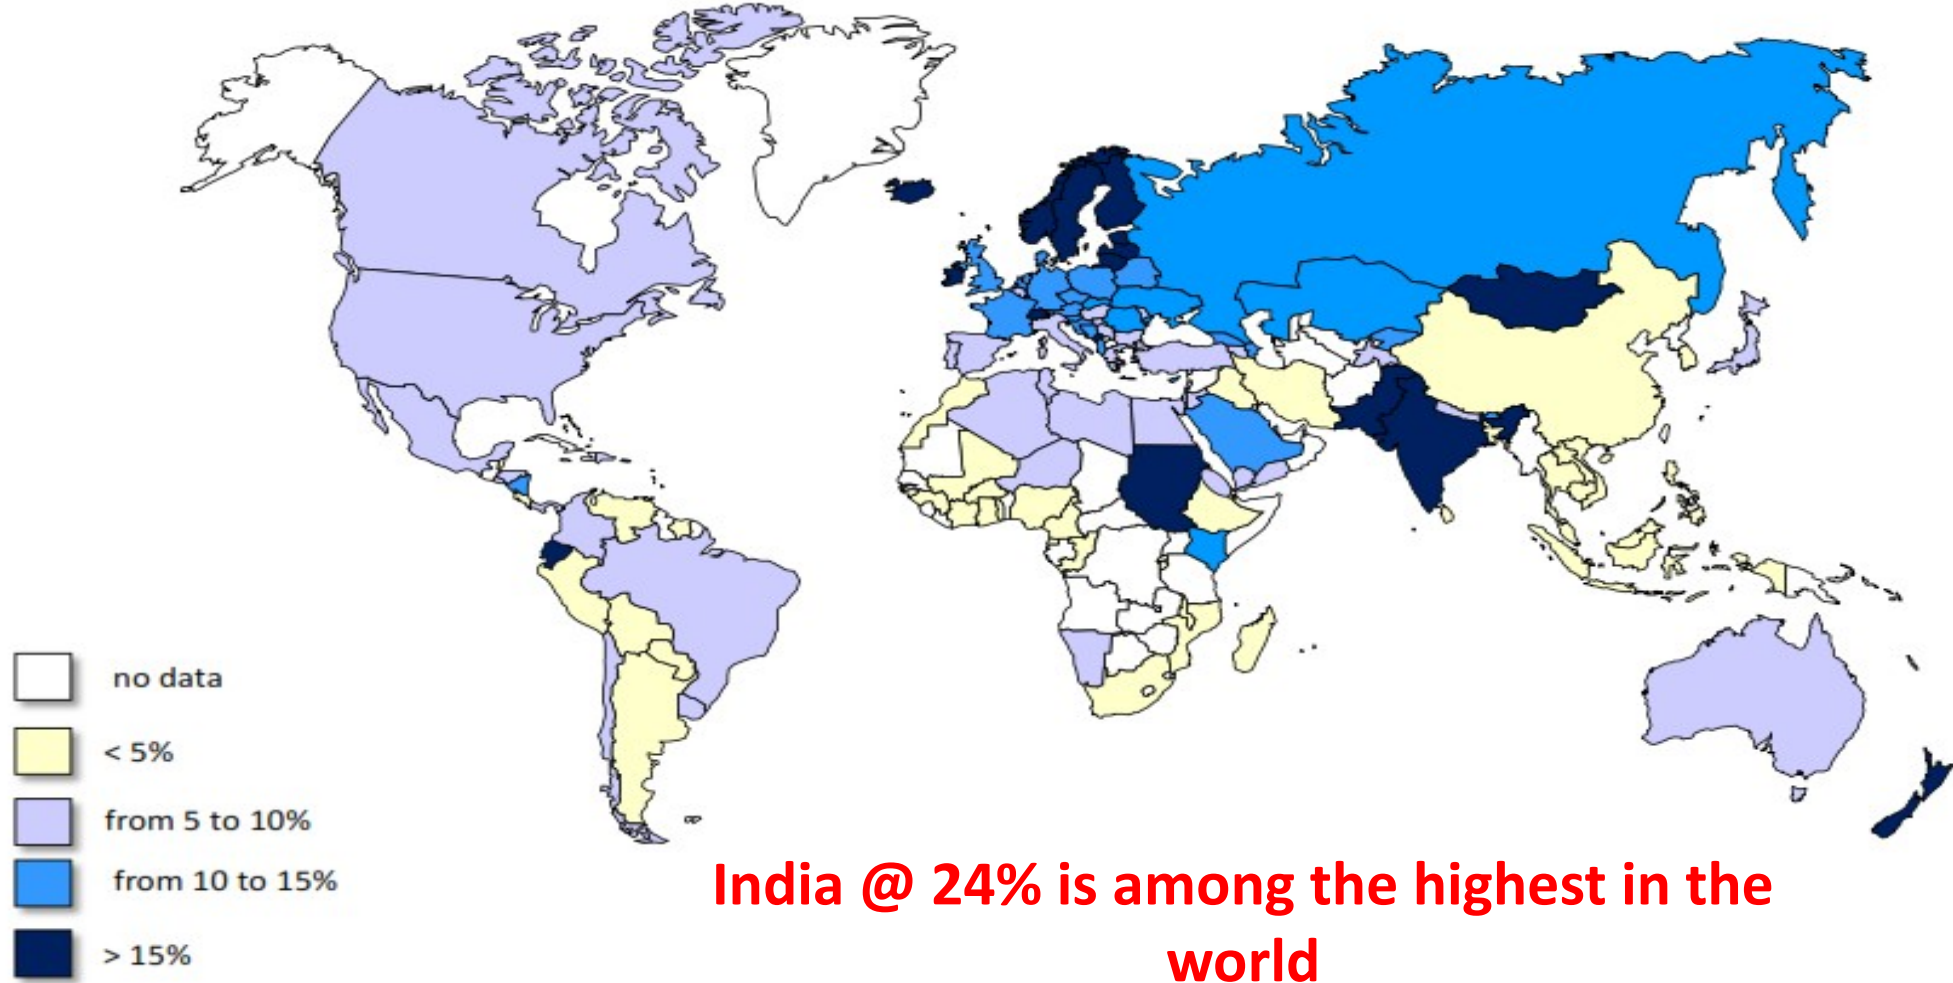 no data
< 5%
from 5 to 10%
from 10 to 15%
> 15%
India @ 24% is among the highest in the
world